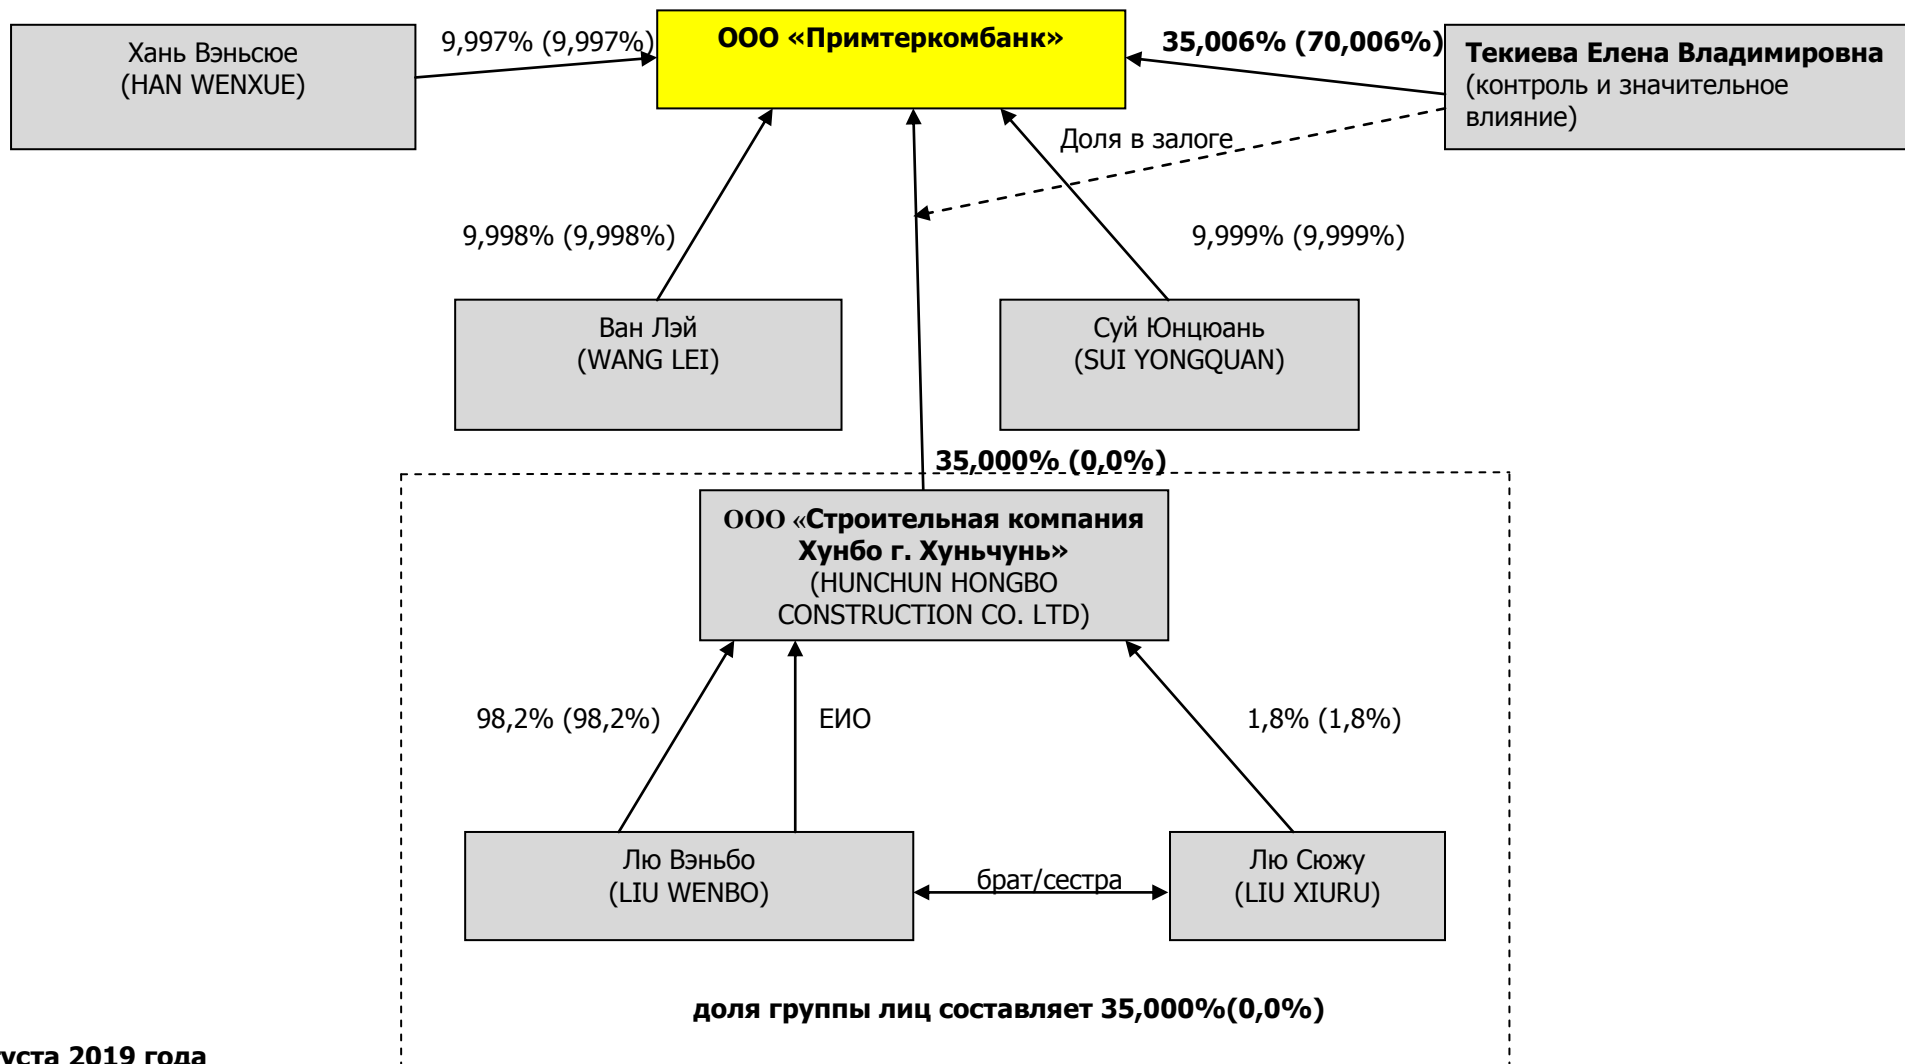 Хань Вэньсюе
(HAN WENXUE)
9,997% (9,997%)
ООО «Примтеркомбанк»
35,006% (70,006%)
Текиева Елена Владимировна
(контроль и значительное
влияние)
Доля в залоге
9,998% (9,998%)
9,999% (9,999%)
Ван Лэй
(WANG LEI)
Суй Юнцюань
(SUI YONGQUAN)
35,000% (0,0%)
ООО «Строительная компания
Хунбо г. Хуньчунь»
(HUNCHUN HONGBO
CONSTRUCTION CO. LTD)
98,2% (98,2%)
ЕИО
1,8% (1,8%)
Лю Вэньбо
(LIU WENBO)
брат/сестра
Лю Сюжу
(LIU XIURU)
доля группы лиц составляет 35,000%(0,0%)
2019 года